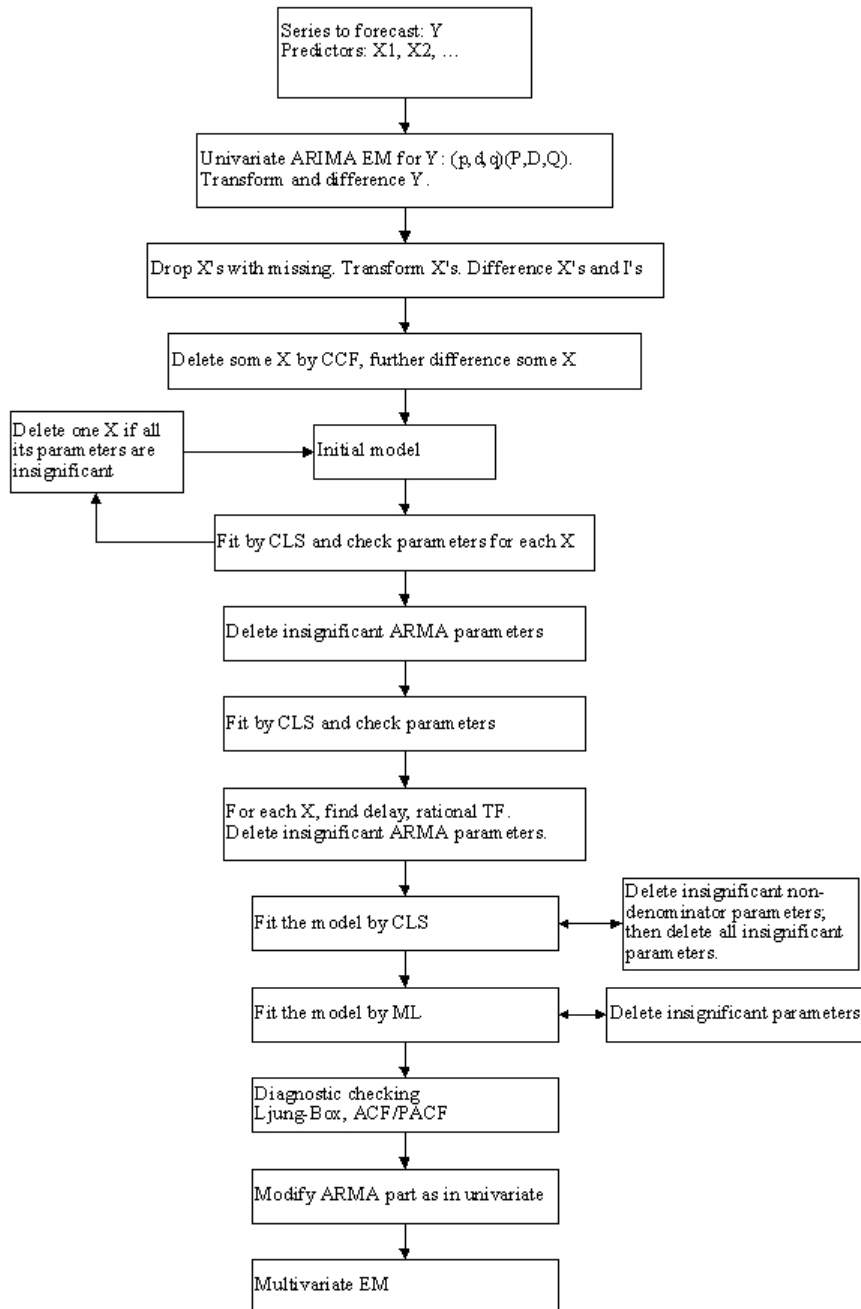 Series to forecast: Y
Predictors: X1, X2, ...
Univariate ARIMA EM for Y: (p,d,q)(P,D,Q).
Transform and difference Y.
Drop X's with missing. Transform X's. Difference X's and I's
Delete some X by CCF, further difference some X
Delete one X if all
its parameters are
insignificant
Initial model
Fit by CLS and check parameters for each X
Delete insignificant ARMA parameters
Fit by CLS and check parameters
For each X, find delay, rational TF.
Delete insignificant ARMA parameters.
Fit the model by CLS
Delete insignificant non-
denominator parameters;
then delete all insignificant
parameters.
Fit the model by ML
Delete insignificant parameters
Diagnostic checking
Ljung-Box, ACF/PACF
Modify ARMA part as in univariate
Multivariate EM